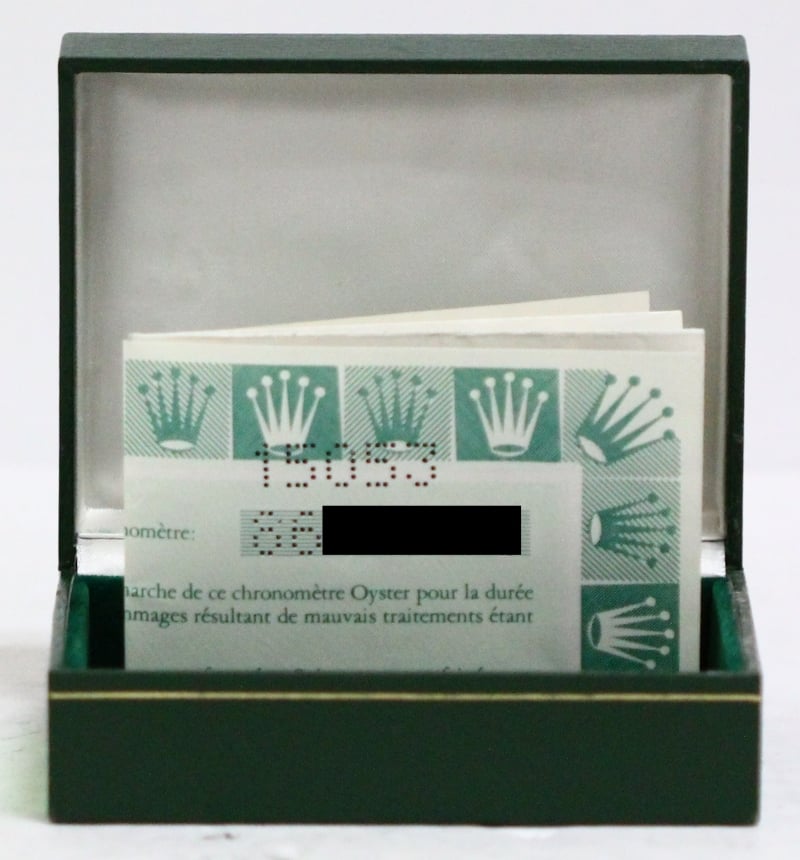 15053
nomètre:
marche de ce chronomètre Oyster pour la durée
mmages résultant de mauvais traitements étant